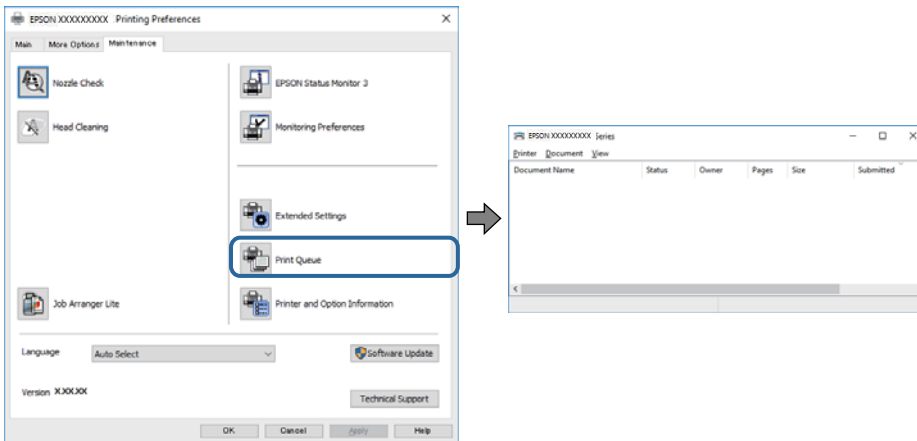 EPSON XXXXXXXXX Printing Preferences
Main More Options Maintenance
Nozzle Check
Head Cleaning
Job Arranger Lite
EPSON Status Monitor 3
Monitoring Preferences
Extended Settings
Print Queue
Printer and Option Information
Language Auto Select
Software Update
Version X.XX.XX
Technical Support
OK Cancel Apply Help
EPSON XXXXXXXXX Series
Printer Document View
Document Name Status Owner Pages Size Submitted